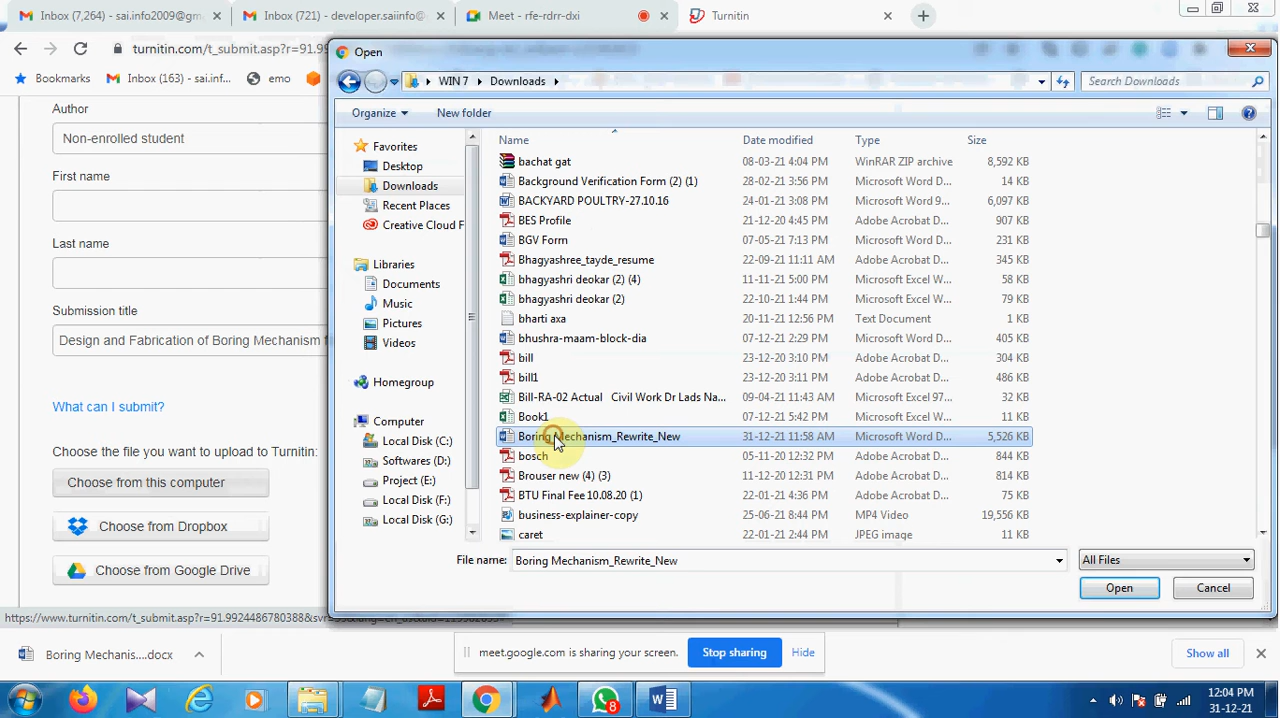 Inbox (7,264) - sai.info2009@gm
Inbox (721) - developer.saiinfo@
Meet - rfe-rdrr-dxi
Turnitin
turnitin.com/t_submit.asp?r=91.99
Bookmarks
Inbox (163) - sai.inf...
emo
Author
Non-enrolled student
First name
Last name
Submission title
Design and Fabrication of Boring Mechanism f
What can I submit?
Choose the file you want to upload to Turnitin:
Choose from this computer
Choose from Dropbox
Choose from Google Drive
Open
WIN 7
Downloads
Search Downloads
Organize
New folder
Favorites
Desktop
Downloads
Recent Places
Creative Cloud F
Libraries
Documents
Music
Pictures
Videos
Homegroup
Computer
Local Disk (C:)
Softwares (D:)
Project (E:)
Local Disk (F:)
Local Disk (G:)
Name Date modified Type Size
bachat gat 08-03-21 4:04 PM WinRAR ZIP archive 8,592 KB
Background Verification Form (2) (1) 28-02-21 3:56 PM Microsoft Word D... 14 KB
BACKYARD POULTRY-27.10.16 24-01-21 3:08 PM Microsoft Word 9... 6,097 KB
BES Profile 21-12-20 4:45 PM Adobe Acrobat D... 907 KB
BGV Form 07-05-21 7:13 PM Microsoft Word D... 231 KB
Bhagyashree_tayde_resume 22-09-21 11:11 AM Adobe Acrobat D... 345 KB
bhagyashri deokar (2) (4) 11-11-21 5:00 PM Microsoft Excel W... 58 KB
bhagyashri deokar (2) 22-10-21 1:44 PM Microsoft Excel W... 79 KB
bharti axa 20-11-21 12:56 PM Text Document 1 KB
bhushra-maam-block-dia 07-12-21 2:29 PM Microsoft Word D... 405 KB
bill 23-12-20 3:10 PM Adobe Acrobat D... 304 KB
bill1 23-12-20 3:11 PM Adobe Acrobat D... 486 KB
Bill-RA-02 Actual Civil Work Dr Lads Na... 09-04-21 11:43 AM Microsoft Excel 97... 32 KB
Book1 07-12-21 5:42 PM Microsoft Excel W... 11 KB
Boring Mechanism_Rewrite_New 31-12-21 11:58 AM Microsoft Word D... 5,526 KB
bosch 05-11-20 12:32 PM Adobe Acrobat D... 844 KB
Brouser new (4) (3) 11-12-20 12:31 PM Adobe Acrobat D... 814 KB
BTU Final Fee 10.08.20 (1) 22-01-21 4:36 PM Adobe Acrobat D... 75 KB
business-explainer-copy 25-06-21 8:44 PM MP4 Video 19,556 KB
caret 22-01-21 2:44 PM JPEG image 11 KB
File name: Boring Mechanism_Rewrite_New All Files
Open Cancel
https://www.turnitin.com/t_submit.asp?r=91.9924486780388&svr=
Boring Mechanis....docx
meet.google.com is sharing your screen. Stop sharing Hide
Show all
8
12:04 PM
31-12-21